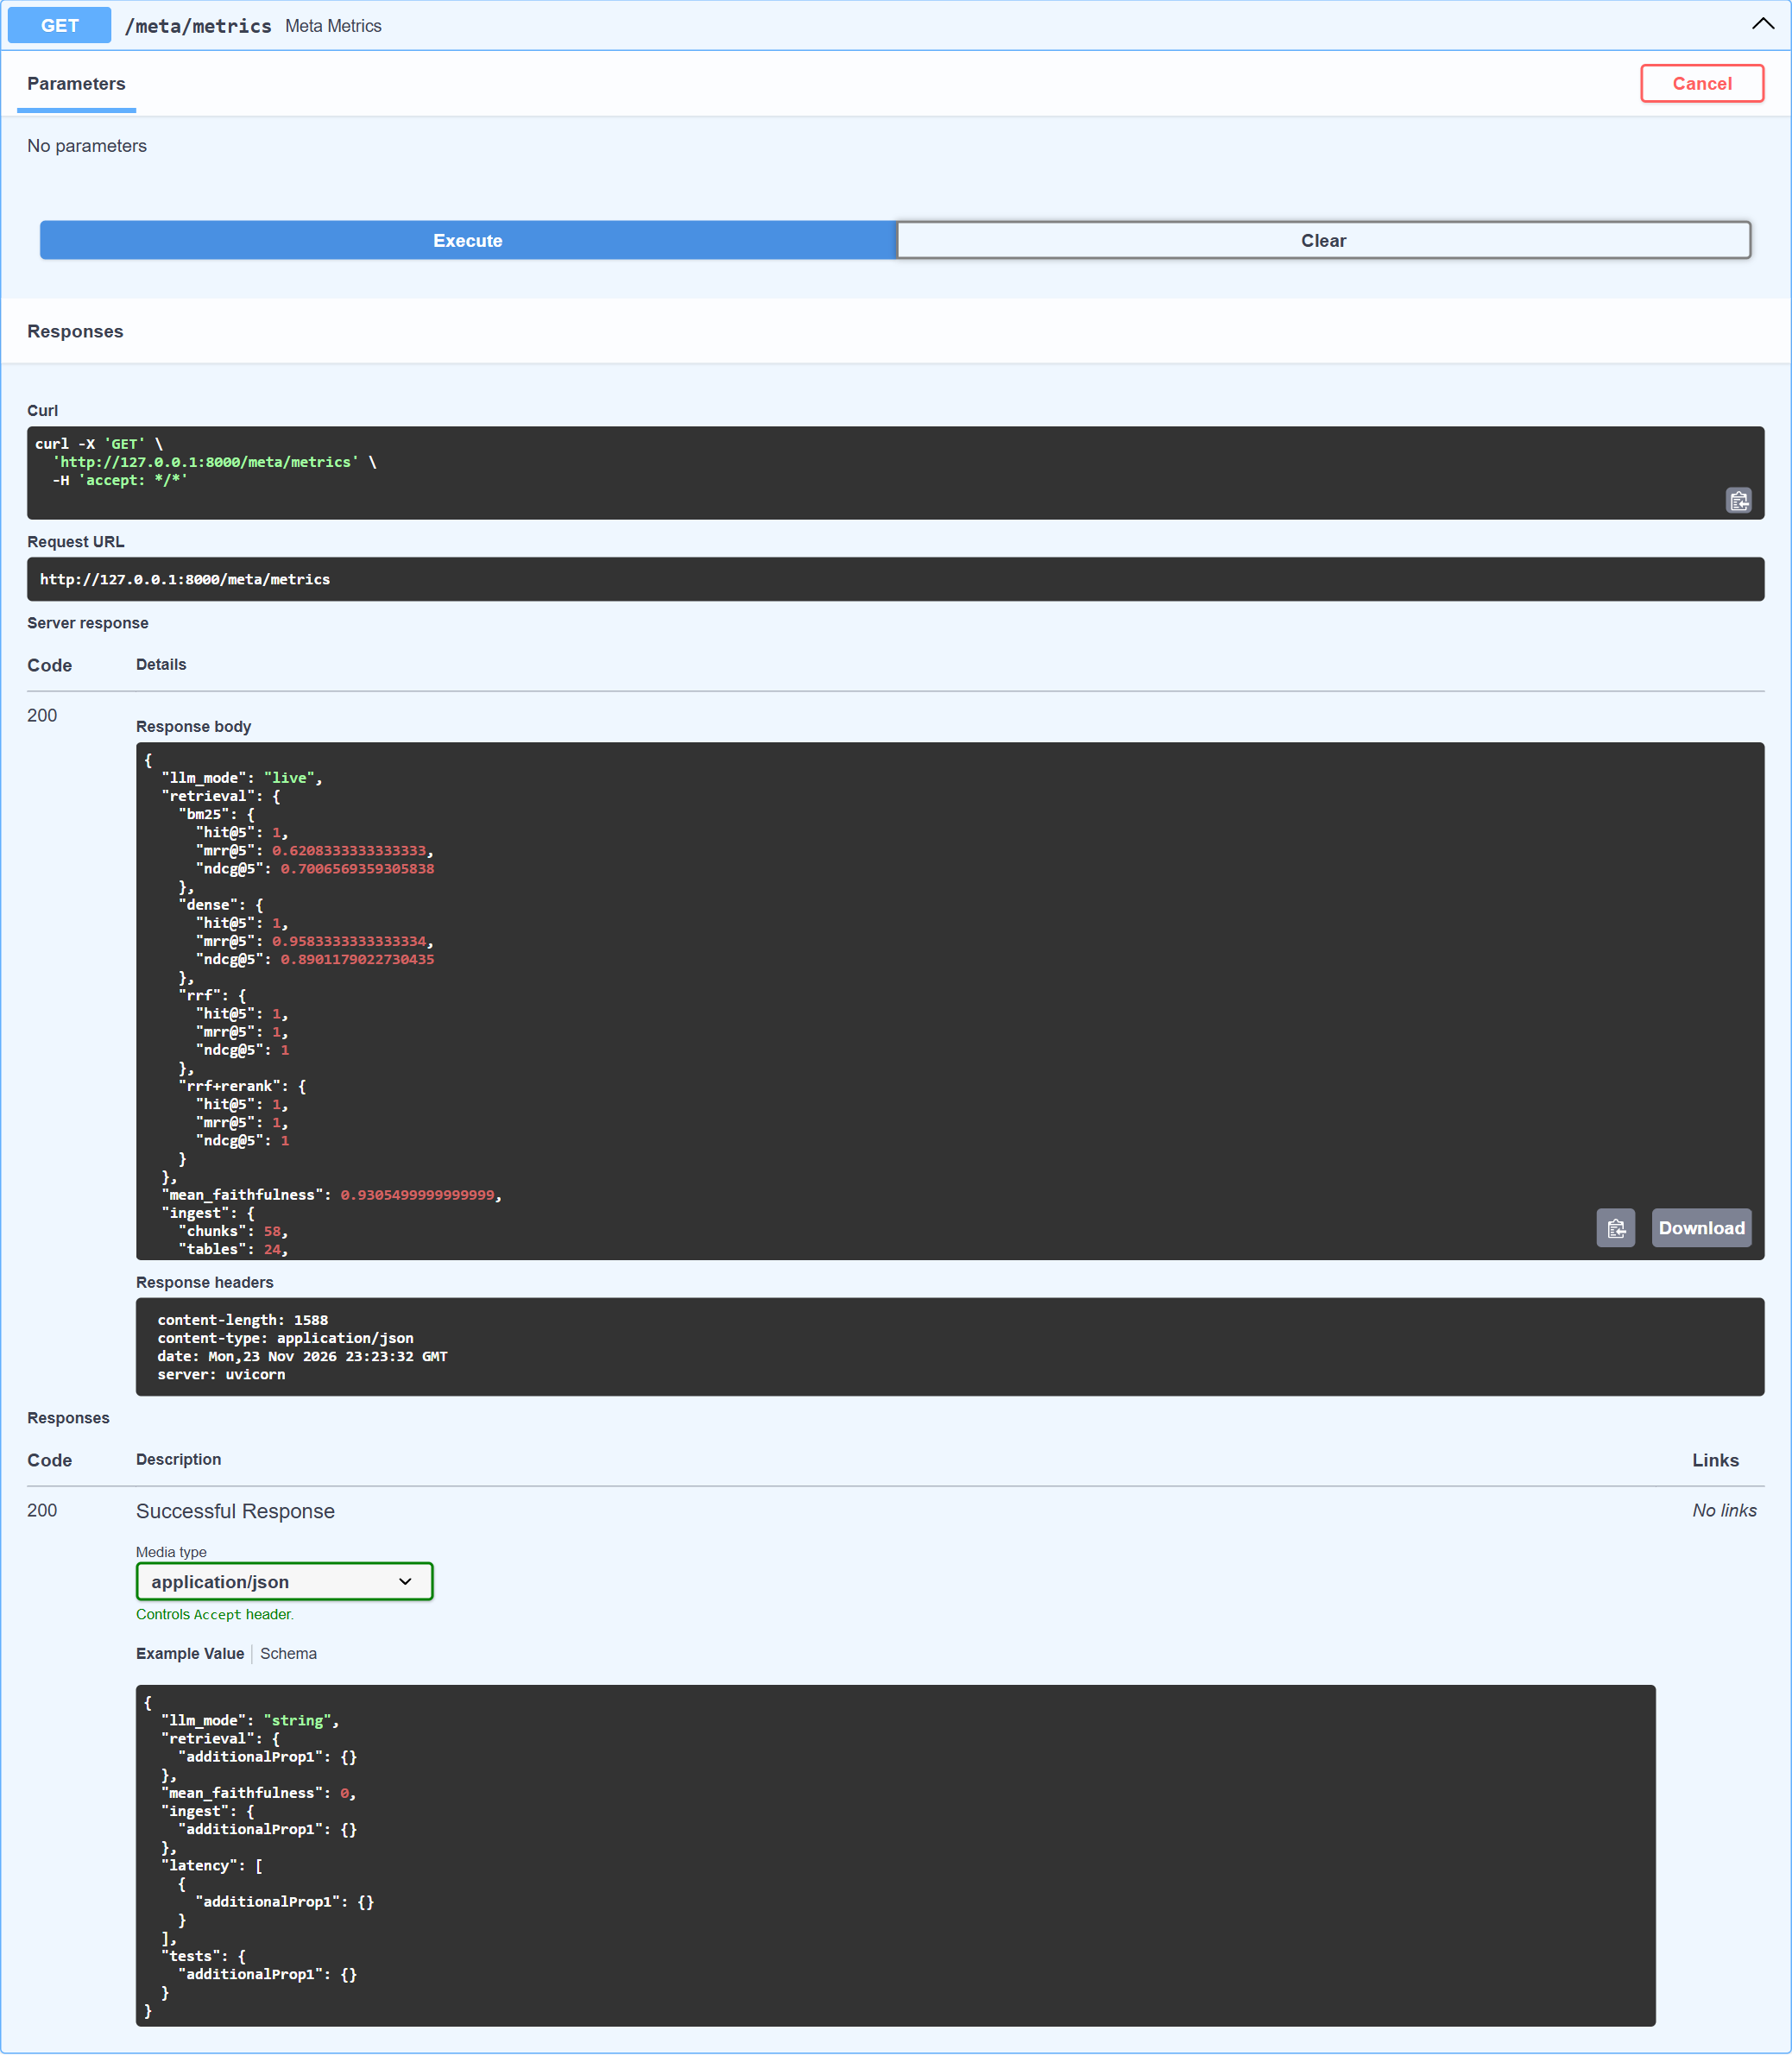 GET /meta/metrics Meta Metrics
Parameters
Cancel
No parameters
Execute
Clear
Responses
Curl
curl -X 'GET' \
  'http://127.0.0.1:8000/meta/metrics' \
  -H 'accept: */*'
Request URL
http://127.0.0.1:8000/meta/metrics
Server response
Code Details
200
Response body
{
  "llm_mode": "live",
  "retrieval": {
    "bm25": {
      "hit@5": 1,
      "mrr@5": 0.6208333333333333,
      "ndcg@5": 0.7006569359305838
    },
    "dense": {
      "hit@5": 1,
      "mrr@5": 0.9583333333333334,
      "ndcg@5": 0.8901179022730435
    },
    "rrf": {
      "hit@5": 1,
      "mrr@5": 1,
      "ndcg@5": 1
    },
    "rrf+rerank": {
      "hit@5": 1,
      "mrr@5": 1,
      "ndcg@5": 1
    }
  },
  "mean_faithfulness": 0.9305499999999999,
  "ingest": {
    "chunks": 58,
    "tables": 24,
Download
Response headers
content-length: 1588
content-type: application/json
date: Mon,23 Nov 2026 23:23:32 GMT
server: uvicorn
Responses
Code Description Links
200 Successful Response No links
Media type
application/json
Controls Accept header.
Example Value Schema
{
  "llm_mode": "string",
  "retrieval": {
    "additionalProp1": {}
  },
  "mean_faithfulness": 0,
  "ingest": {
    "additionalProp1": {}
  },
  "latency": [
    {
      "additionalProp1": {}
    }
  ],
  "tests": {
    "additionalProp1": {}
  }
}